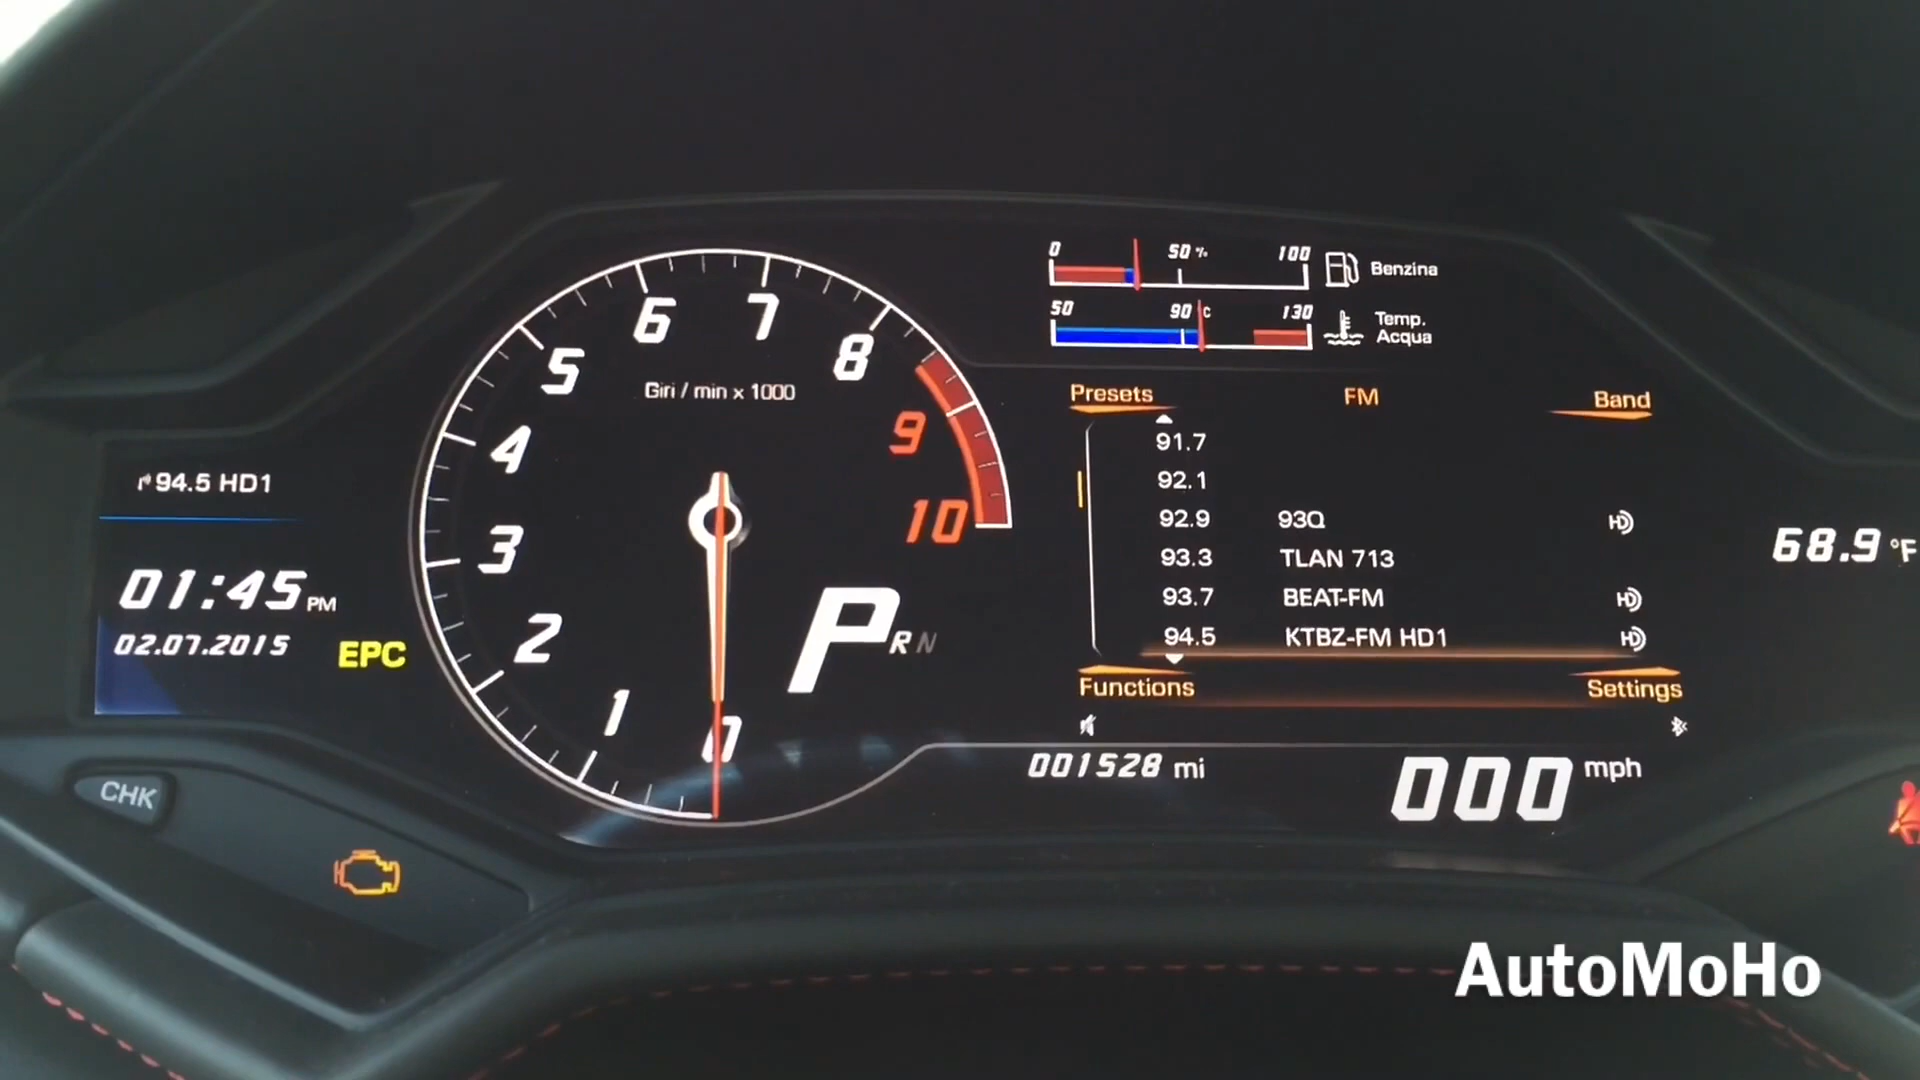 94.5 HD1
01:45 PM
02.07.2015
EPC
CHK
0
1
2
3
4
5
6
7
8
9
10
Giri / min x 1000
P R N
0 50 % 100
Benzina
50 90 C 130
Temp.
Acqua
Presets FM Band
91.7
92.1
92.9 93Q HD
93.3 TLAN 713
93.7 BEAT-FM HD
94.5 KTBZ-FM HD1 HD
Functions Settings
001528 mi
000 mph
68.9 °F
AutoMoHo